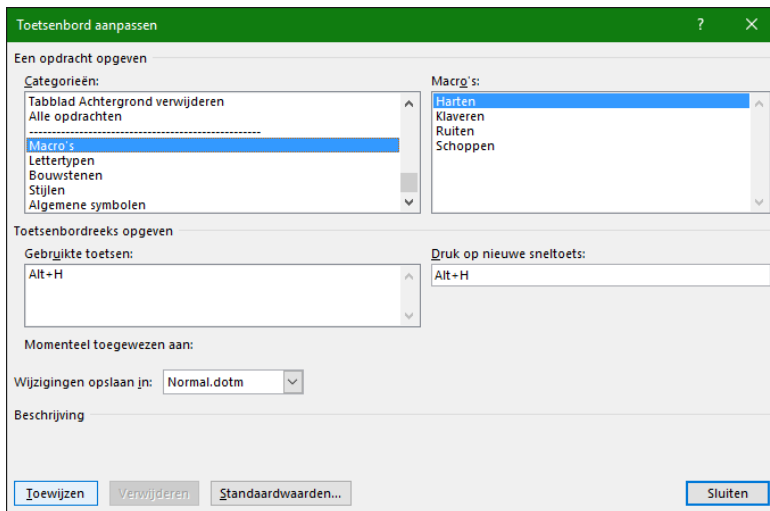 Toetsenbord aanpassen
Een opdracht opgeven
Categorieën:
Tabblad Achtergrond verwijderen
Alle opdrachten
--------------------------------------------------
Macro's
Lettertypen
Bouwstenen
Stijlen
Algemene symbolen
Macro's:
Harten
Klaveren
Ruiten
Schoppen
Toetsenbordreeks opgeven
Gebruikte toetsen:
Alt+H
Druk op nieuwe sneltoets:
Alt+H
Momenteel toegewezen aan:
Wijzigingen opslaan in: Normal.dotm
Beschrijving
Toewijzen Verwijderen Standaardwaarden... Sluiten